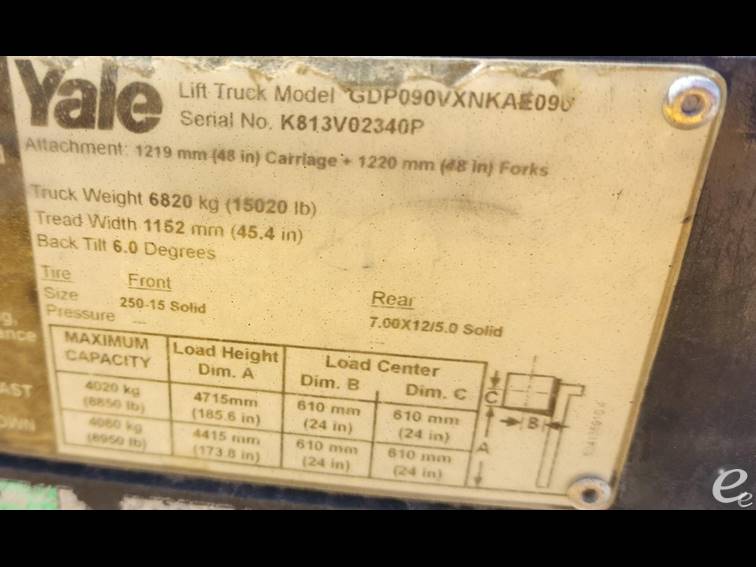 Yale
Lift Truck Model GDP090VXNKAE090
Serial No. K813V02340P
Attachment: 1219 mm (48 in) Carriage + 1220 mm (48 in) Forks
Truck Weight 6820 kg (15020 lb)
Tread Width 1152 mm (45.4 in)
Back Tilt 6.0 Degrees
Tire Front Rear
Size 250-15 Solid 7.00X12/5.0 Solid
Pressure
MAXIMUM CAPACITY Load Height Dim. A Load Center Dim. B Dim. C
4020 kg (8850 lb) 4715mm (185.6 in) 610 mm (24 in) 610 mm (24 in)
4060 kg (8950 lb) 4415 mm (173.8 in) 610 mm (24 in) 610 mm (24 in)
C
B
A
AST
OWN
ee